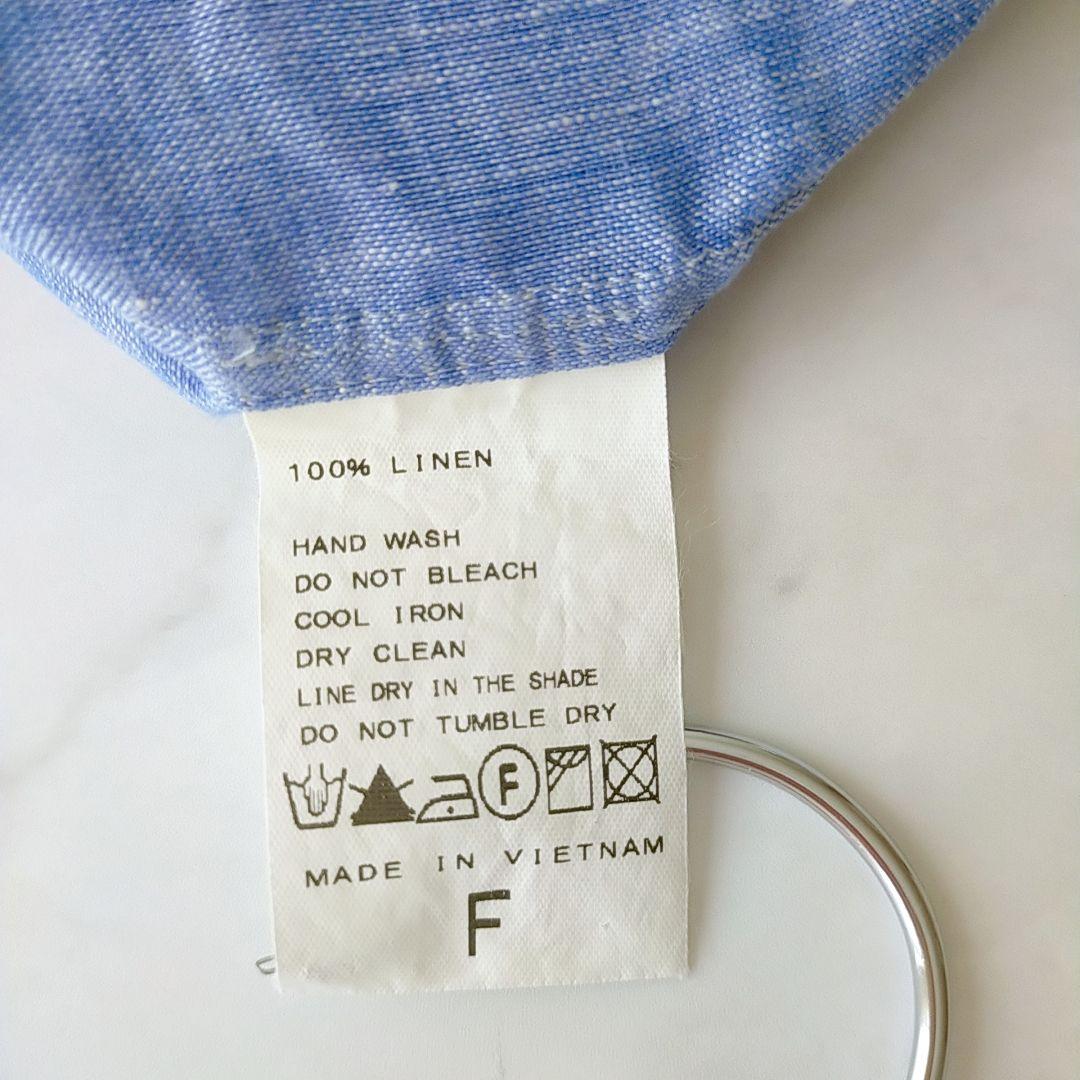 100% LINEN
HAND WASH
DO NOT BLEACH
COOL IRON
DRY CLEAN
LINE DRY IN THE SHADE
DO NOT TUMBLE DRY
F
MADE IN VIETNAM
F